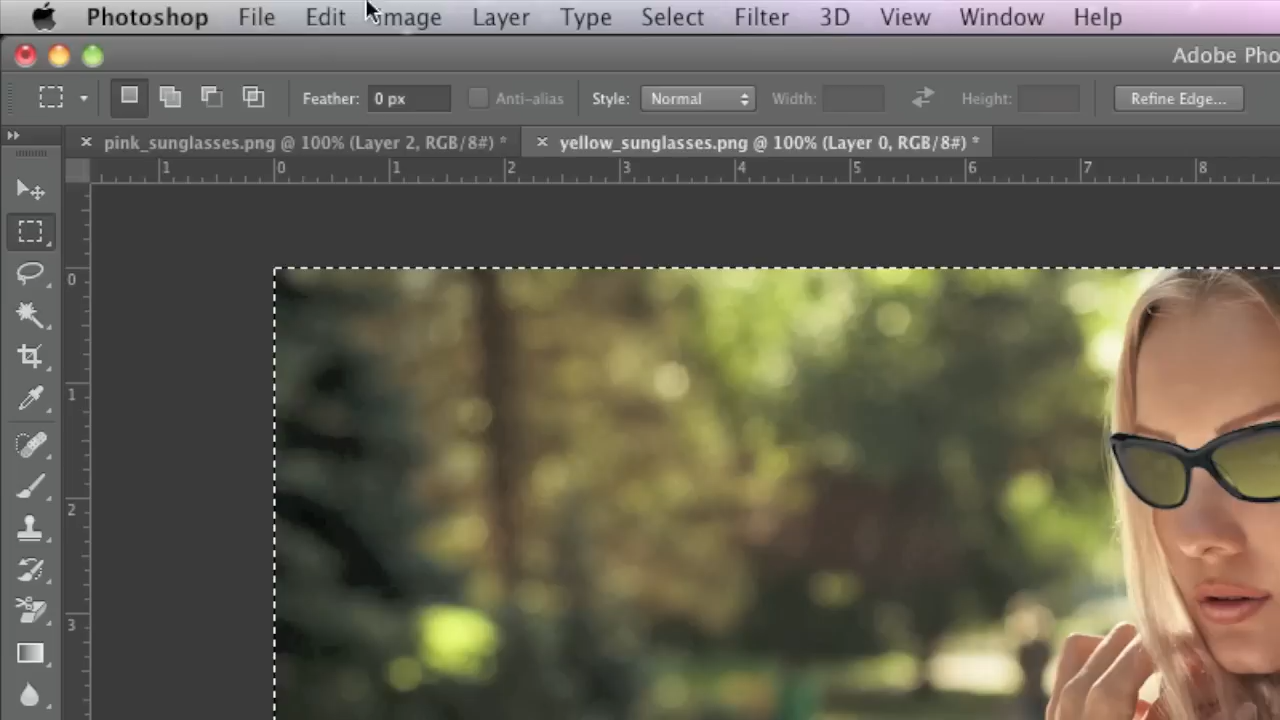 Photoshop File Edit Image Layer Type Select Filter 3D View Window Help
Adobe Pho
Feather: 0 px Anti-alias Style: Normal Width: Height: Refine Edge...
pink_sunglasses.png @ 100% (Layer 2, RGB/8#) * yellow_sunglasses.png @ 100% (Layer 0, RGB/8#) *
1 0 1 2 3 4 5 6 7 8
0
1
2
3